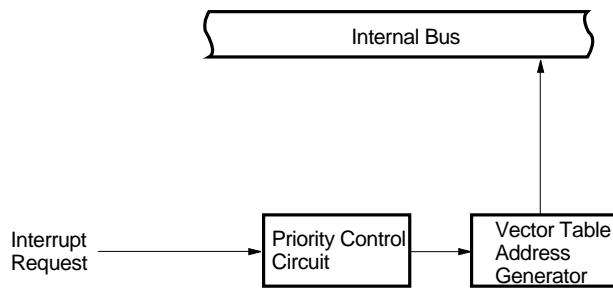 Internal Bus
Interrupt
Request
Priority Control
Circuit
Vector Table
Address
Generator